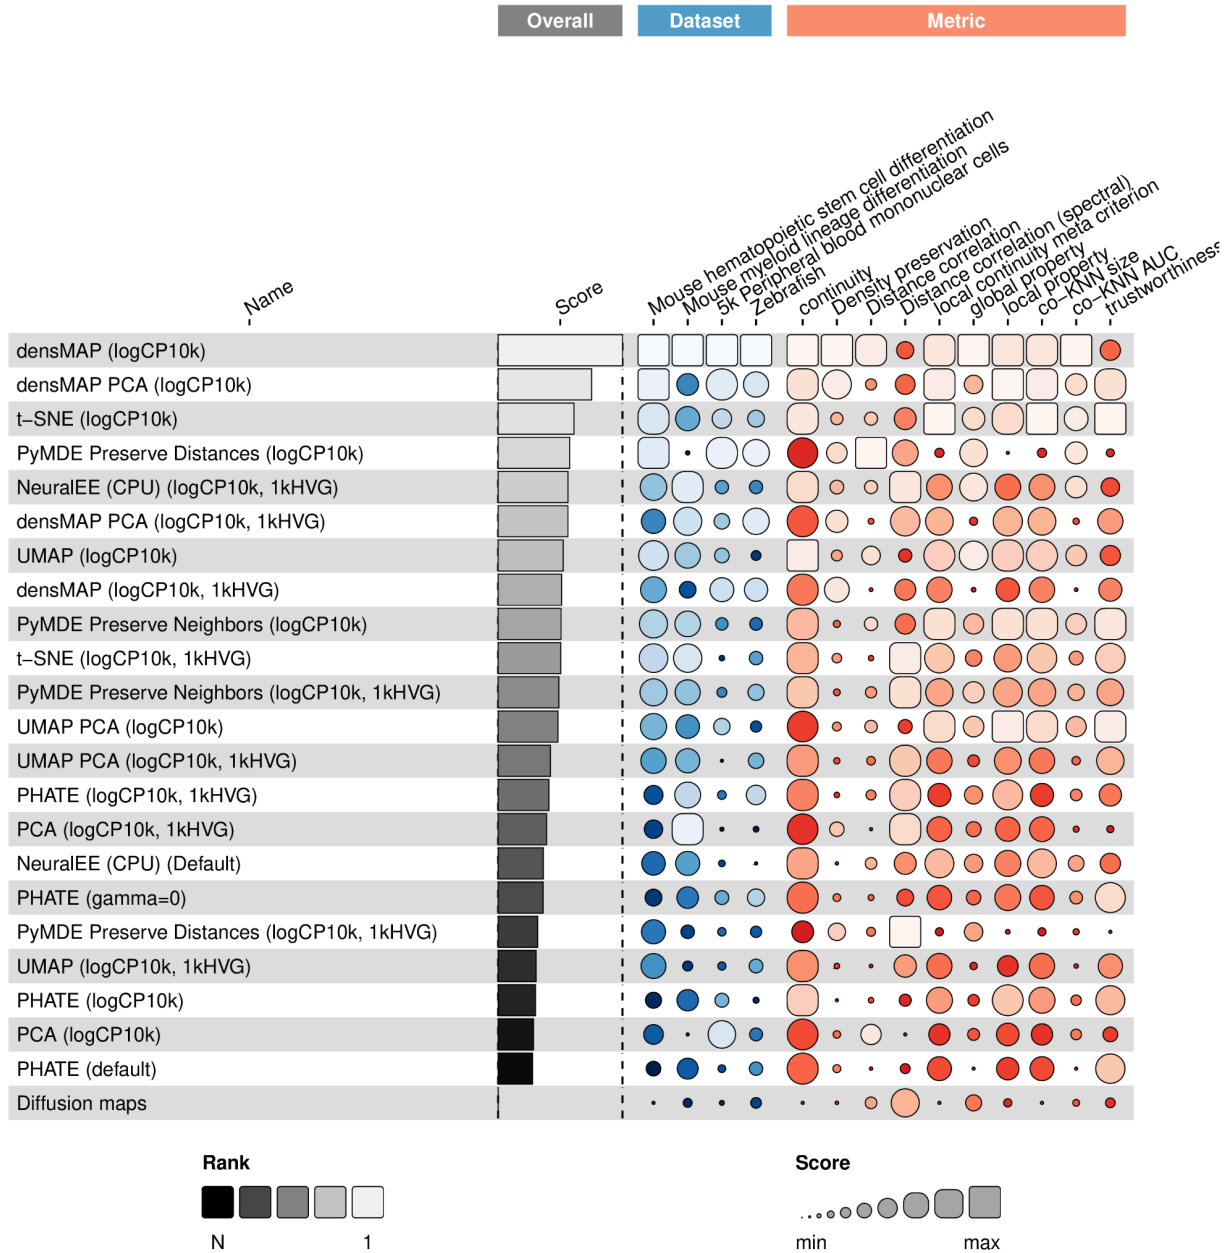 Overall Dataset Metric
Name
Score
Mouse hematopoietic stem cell differentiation
Mouse myeloid lineage differentiation
5k Peripheral blood mononuclear cells
Zebrafish
continuity
Density preservation
Distance correlation
Distance correlation (spectral)
local continuity meta criterion
global property
local property
co−KNN size
co−KNN AUC
trustworthiness
densMAP (logCP10k)
densMAP PCA (logCP10k)
t−SNE (logCP10k)
PyMDE Preserve Distances (logCP10k)
NeuralEE (CPU) (logCP10k, 1kHVG)
densMAP PCA (logCP10k, 1kHVG)
UMAP (logCP10k)
densMAP (logCP10k, 1kHVG)
PyMDE Preserve Neighbors (logCP10k)
t−SNE (logCP10k, 1kHVG)
PyMDE Preserve Neighbors (logCP10k, 1kHVG)
UMAP PCA (logCP10k)
UMAP PCA (logCP10k, 1kHVG)
PHATE (logCP10k, 1kHVG)
PCA (logCP10k, 1kHVG)
NeuralEE (CPU) (Default)
PHATE (gamma=0)
PyMDE Preserve Distances (logCP10k, 1kHVG)
UMAP (logCP10k, 1kHVG)
PHATE (logCP10k)
PCA (logCP10k)
PHATE (default)
Diffusion maps
Rank
N 1
Score
min max